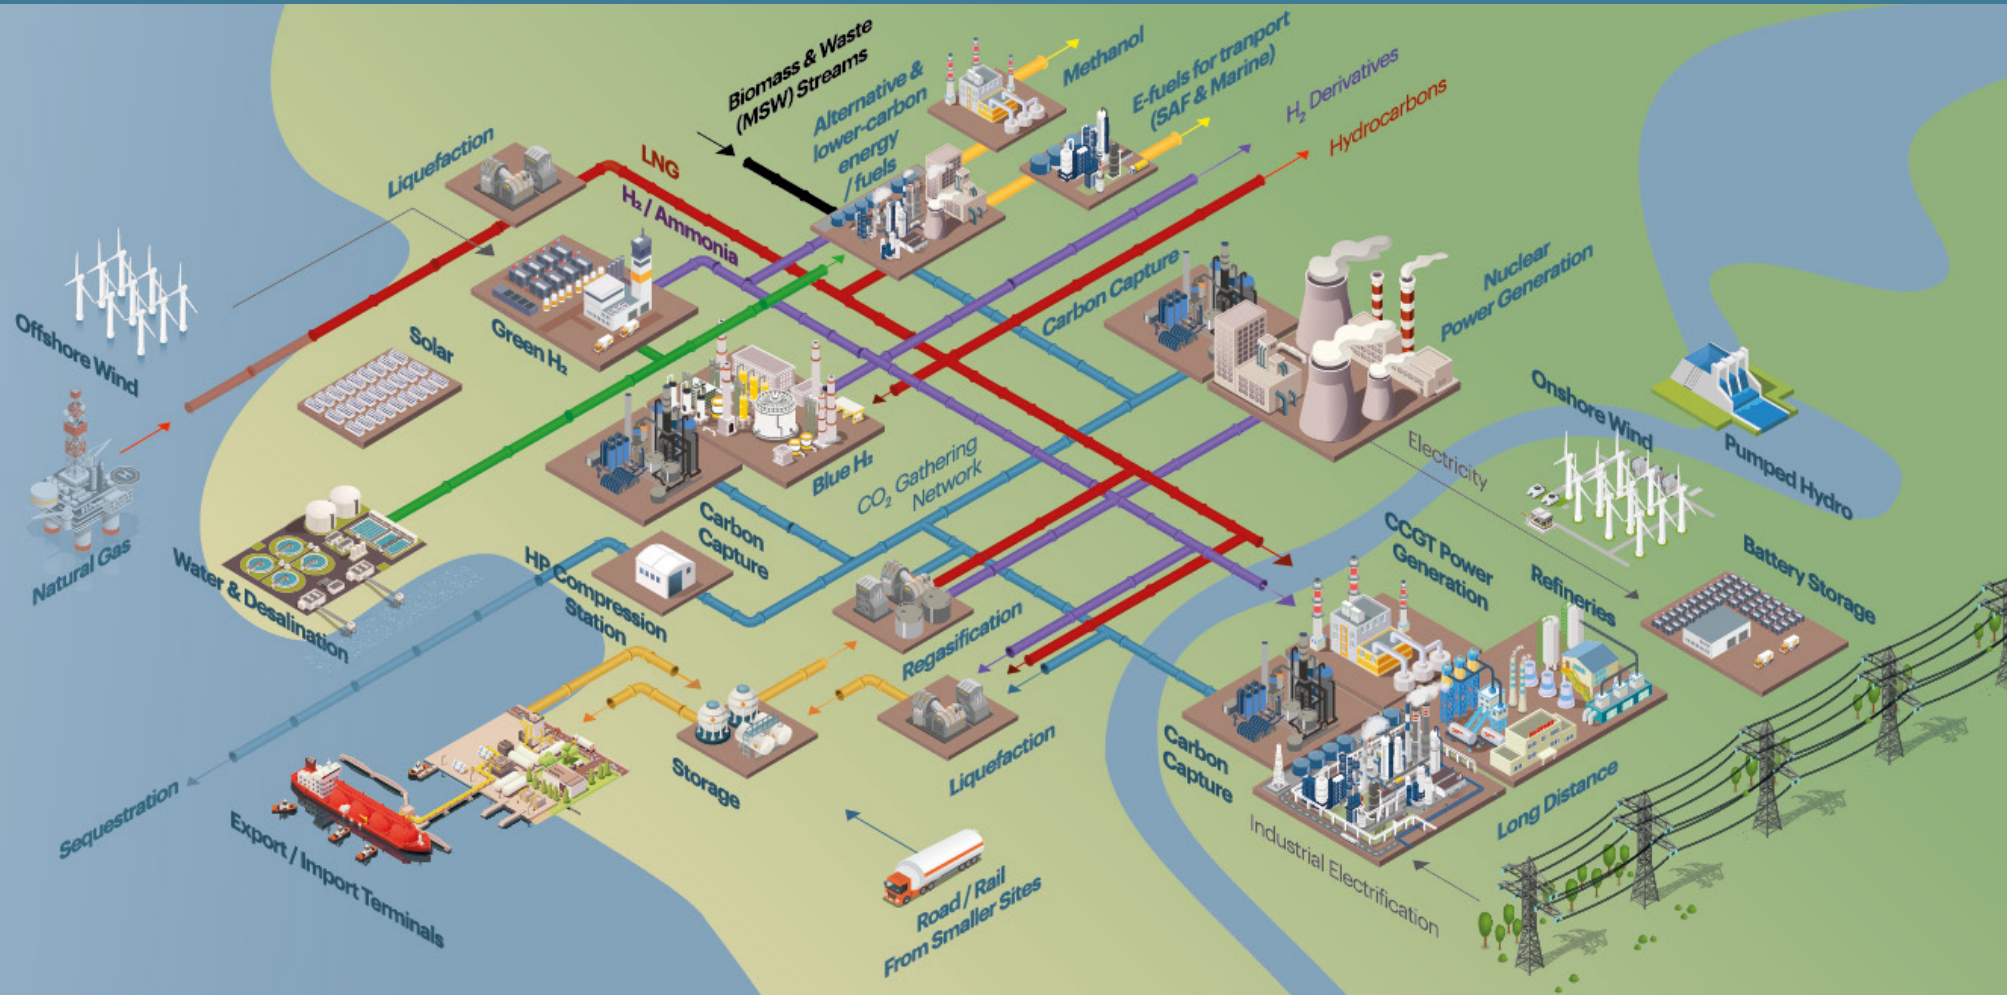 Biomass & Waste
(MSW) Streams
Alternative &
lower-carbon
energy
/ fuels
Methanol
E-fuels for tranport
(SAF & Marine)
H₂ Derivatives
Hydrocarbons
Liquefaction
LNG
H₂ / Ammonia
Offshore Wind
Solar
Green H₂
Carbon Capture
Nuclear
Power Generation
Natural Gas
Blue H₂
CO₂ Gathering
Network
Electricity
Onshore Wind
Pumped Hydro
Water & Desalination
HP Compression
Station
Carbon
Capture
Regasification
CCGT Power
Generation
Refineries
Battery Storage
Sequestration
Export / Import Terminals
Storage
Liquefaction
Carbon
Capture
Long Distance
Industrial Electrification
Road / Rail
From Smaller Sites